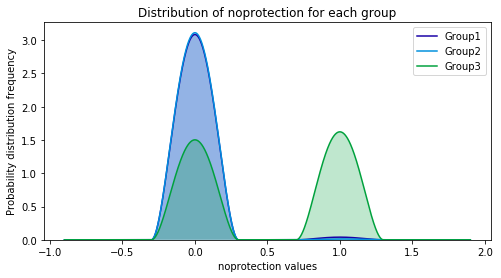 Distribution of noprotection for each group
Group1
Group2
Group3
Probability distribution frequency
3.0
2.5
2.0
1.5
1.0
0.5
0.0
−1.0 −0.5 0.0 0.5 1.0 1.5 2.0
noprotection values